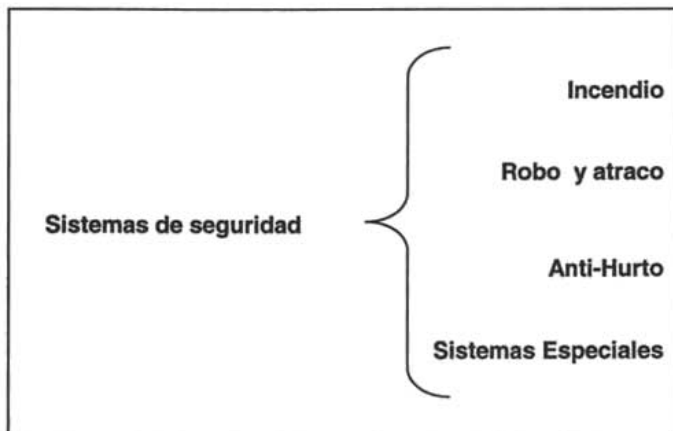 Incendio
Robo y atraco
Sistemas de seguridad
Anti-Hurto
Sistemas Especiales